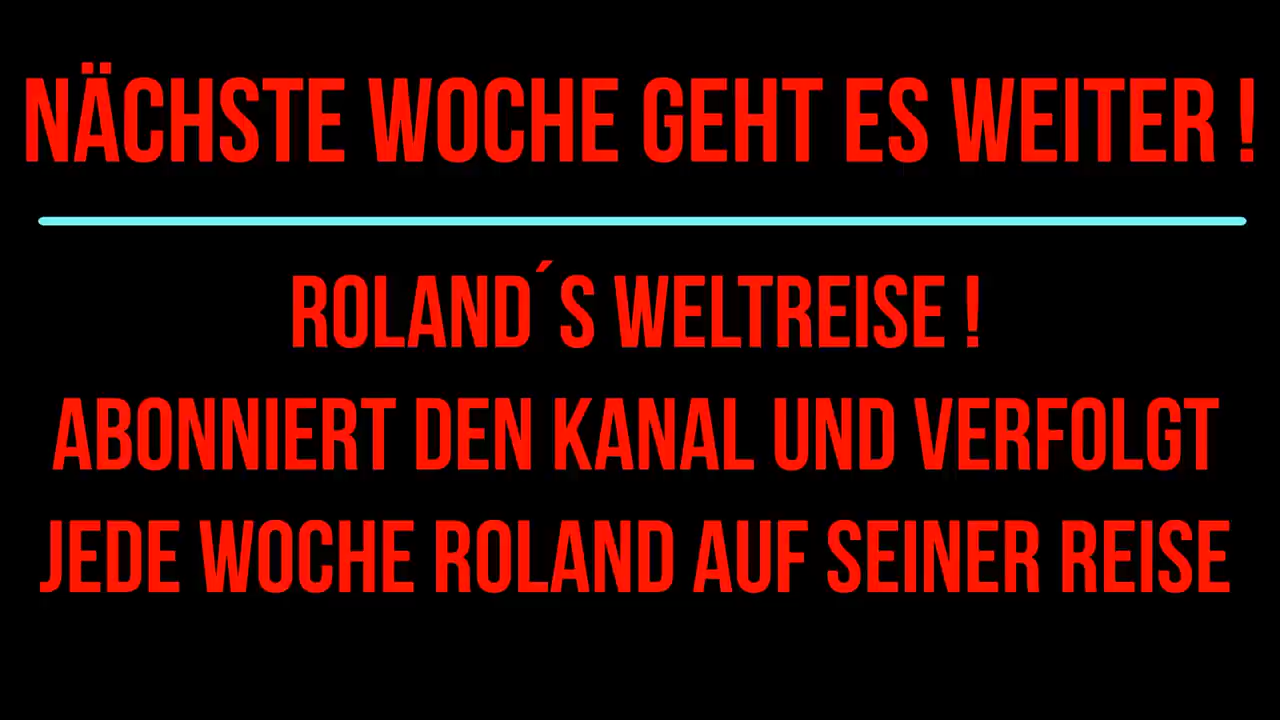 NÄCHSTE WOCHE GEHT ES WEITER !
ROLAND´S WELTREISE !
ABONNIERT DEN KANAL UND VERFOLGT
JEDE WOCHE ROLAND AUF SEINER REISE